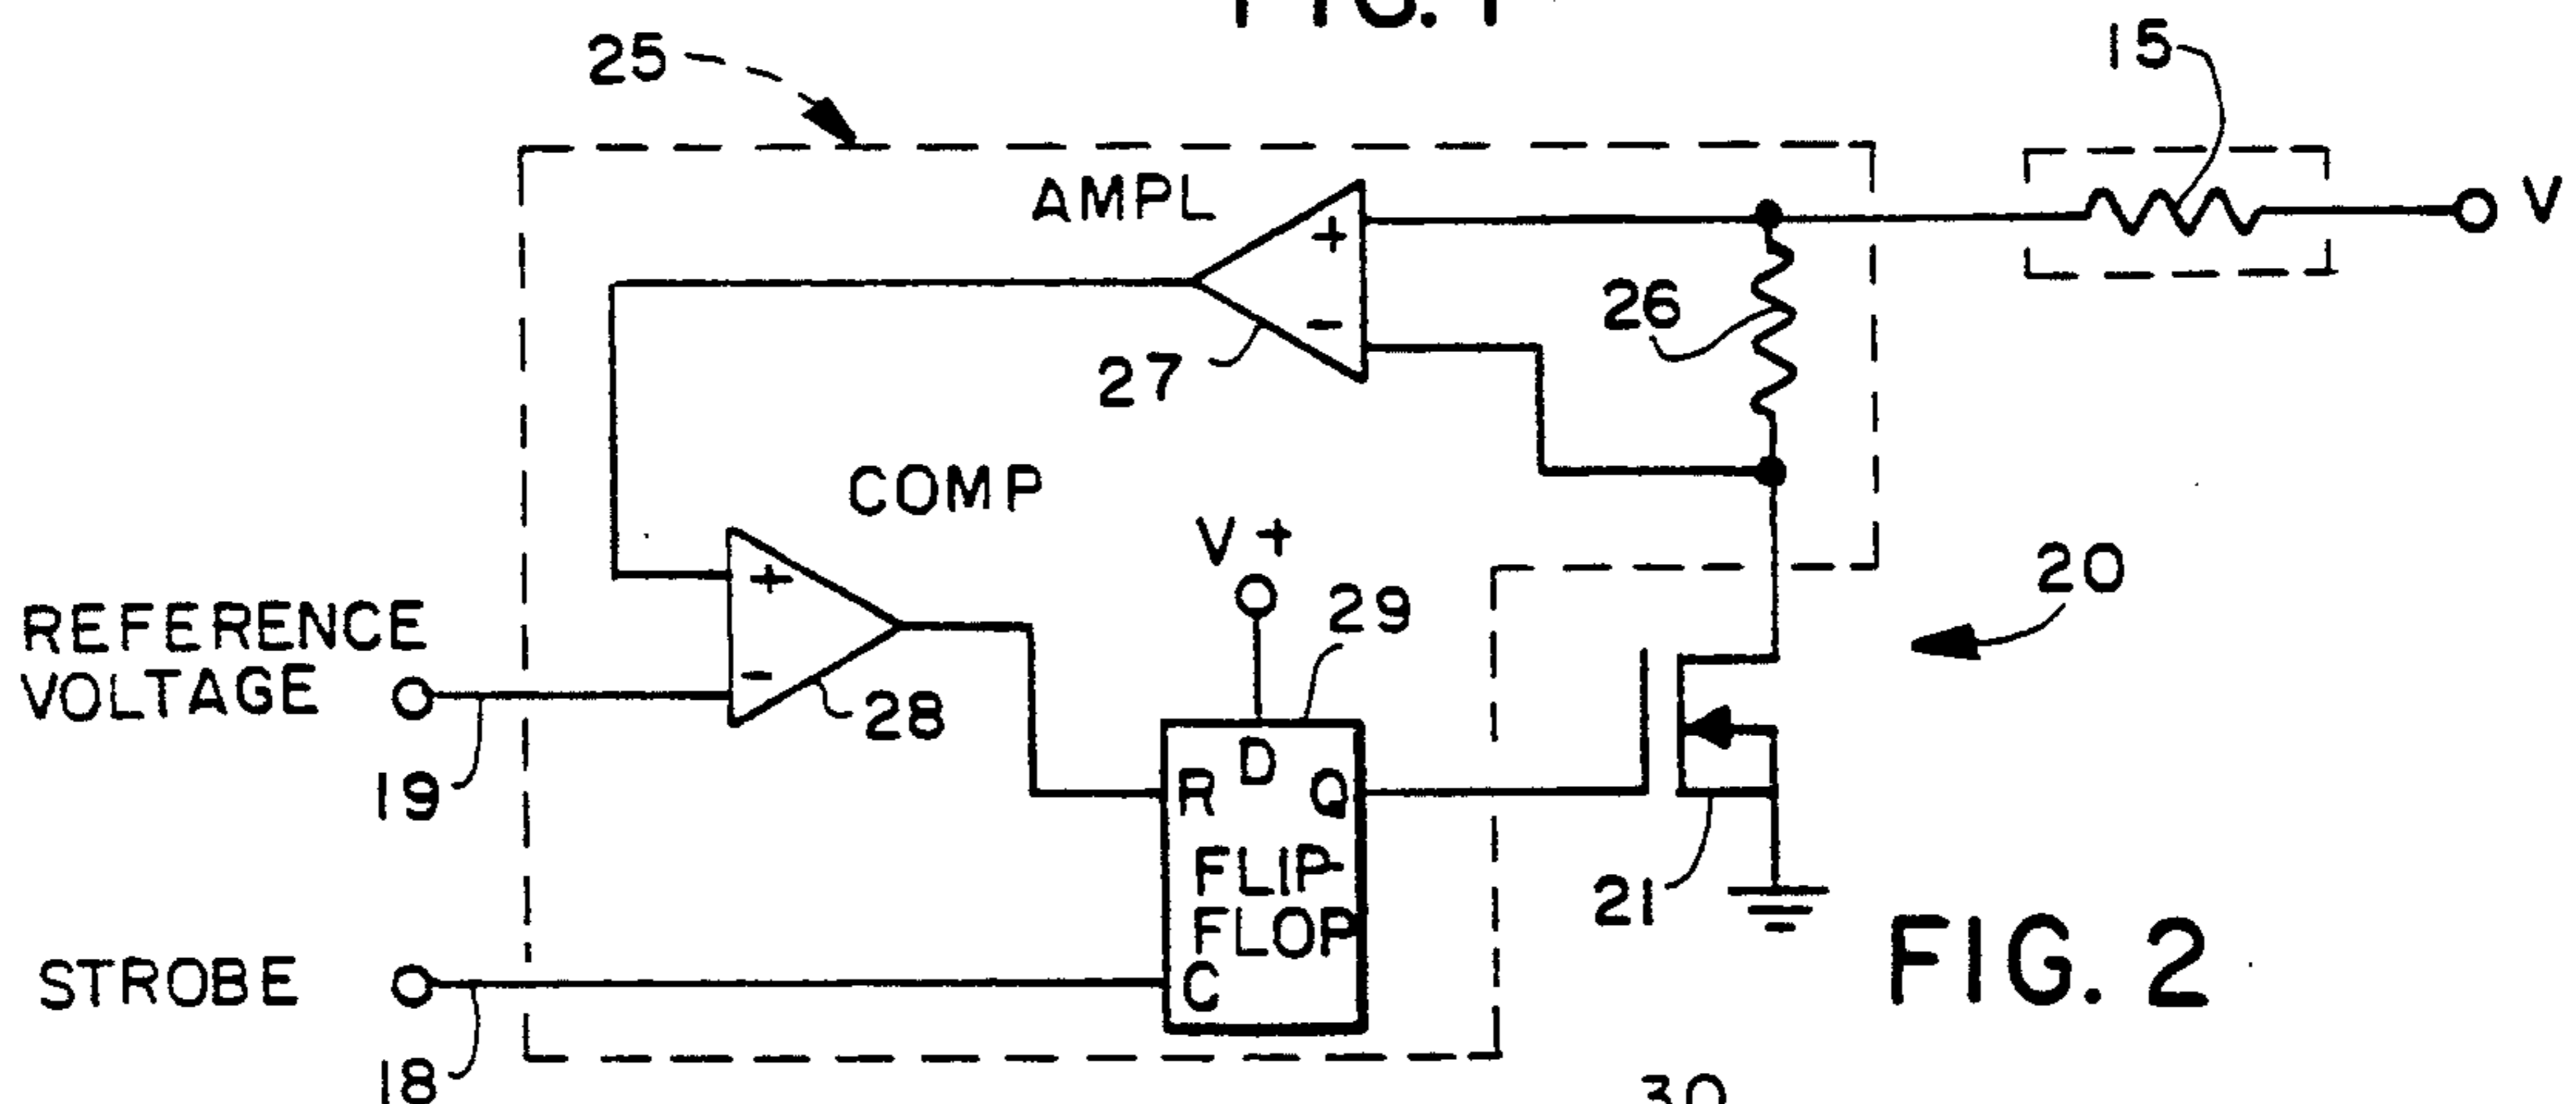 FIG. 1
25
15
AMPL
+
-
27
26
V
COMP
V+
+
-
28
29
20
REFERENCE
VOLTAGE
19
D
R
Q
FLIP-
FLOP
C
21
STROBE
18
FIG. 2
30